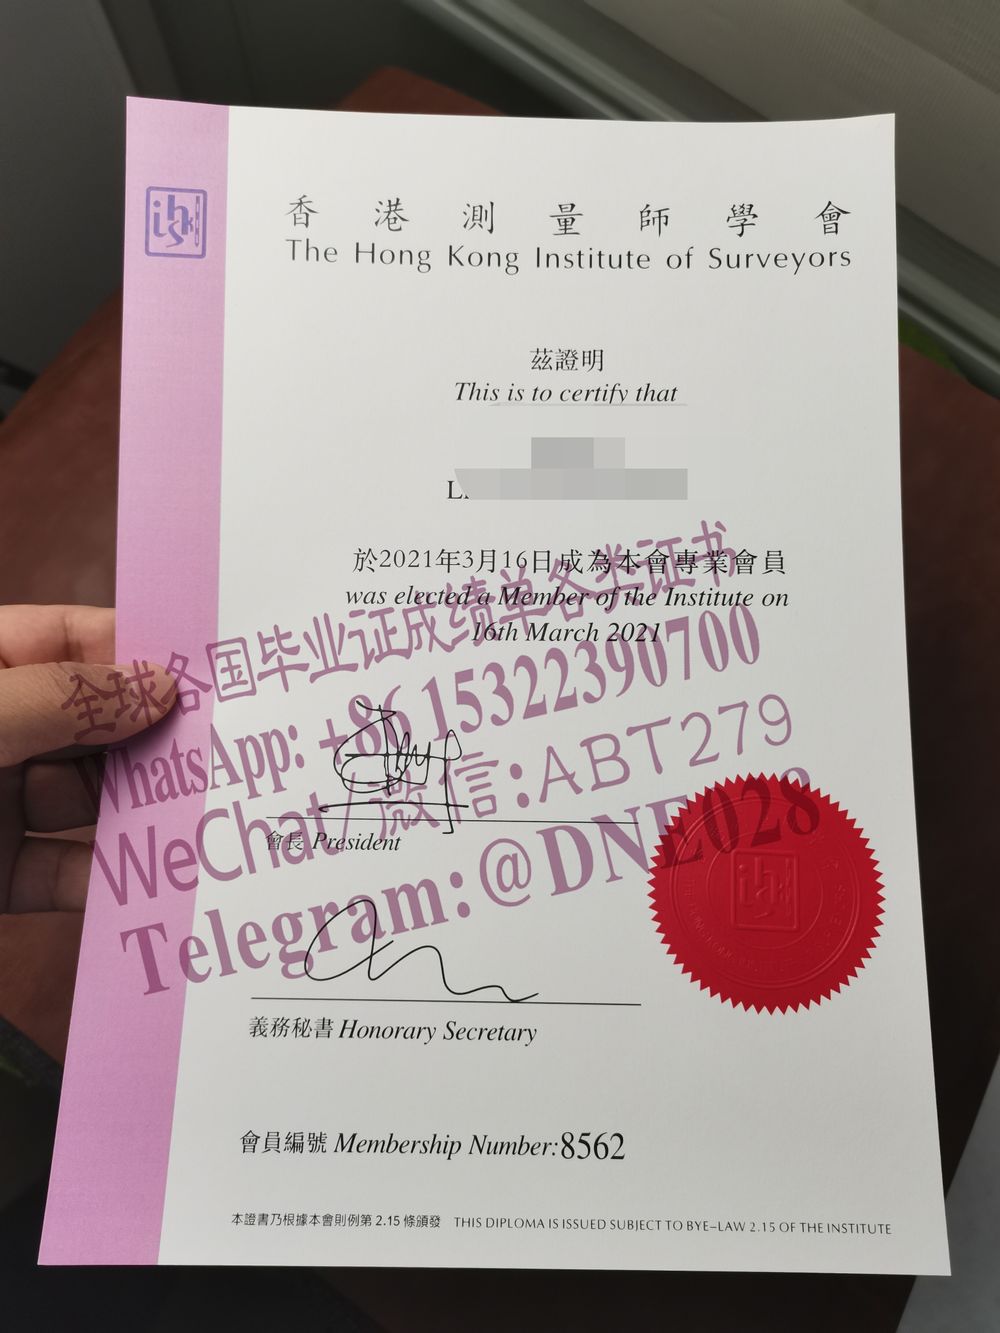 ihsk
香港測量師學會
The Hong Kong Institute of Surveyors
茲證明
This is to certify that
L
於2021年3月16日成為本會專業會員
was elected a Member of the Institute on
16th March 2021
全球各国毕业证成绩单各类证书
WhatsApp: +86 15322390700
WeChat/微信:ABT279
Telegram:@DNE028
會長 President
義務秘書 Honorary Secretary
會員編號 Membership Number:8562
本證書乃根據本會則例第 2.15 條頒發 THIS DIPLOMA IS ISSUED SUBJECT TO BYE–LAW 2.15 OF THE INSTITUTE